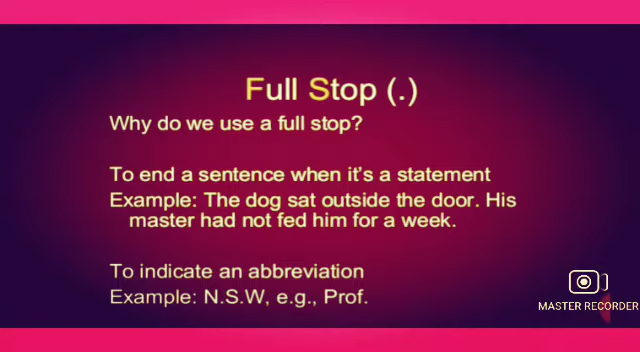 Full Stop (.)
Why do we use a full stop?
To end a sentence when it's a statement
Example: The dog sat outside the door. His
master had not fed him for a week.
To indicate an abbreviation
Example: N.S.W, e.g., Prof.
MASTER RECORDER